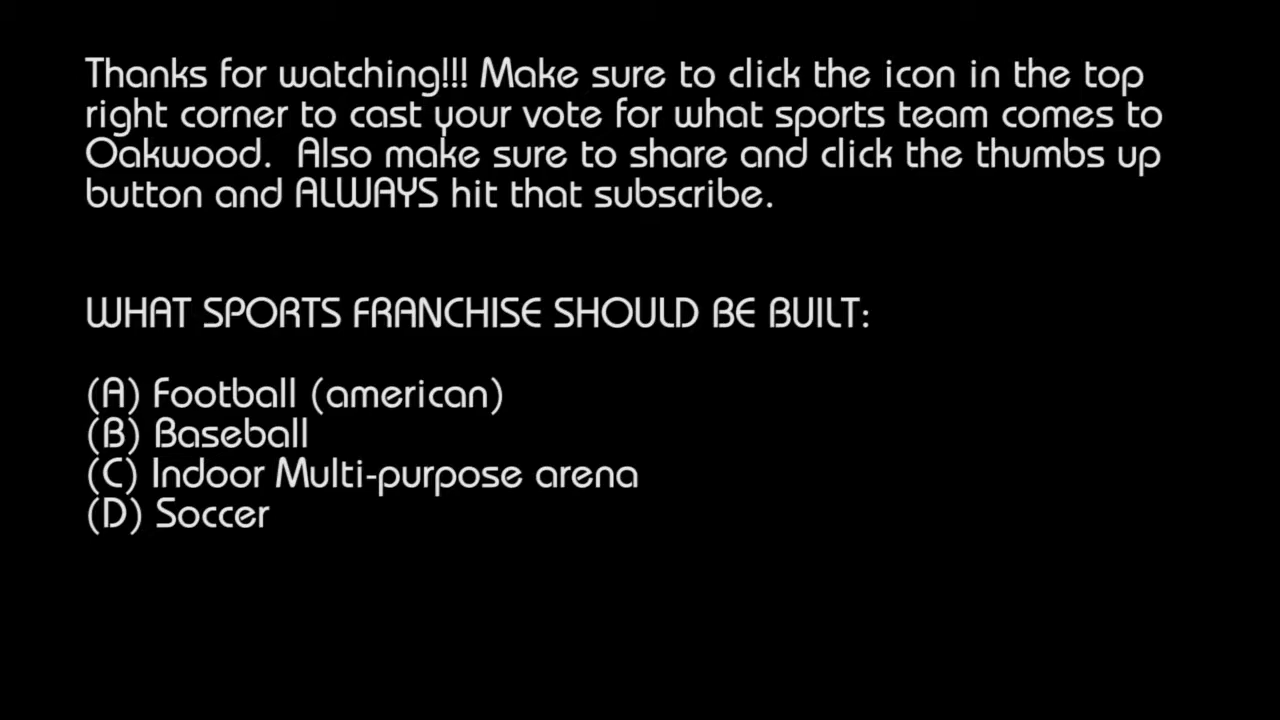 Thanks for watching!!! Make sure to click the icon in the top
right corner to cast your vote for what sports team comes to
Oakwood.  Also make sure to share and click the thumbs up
button and ALWAYS hit that subscribe.
WHAT SPORTS FRANCHISE SHOULD BE BUILT:
(A) Football (american)
(B) Baseball
(C) Indoor Multi-purpose arena
(D) Soccer